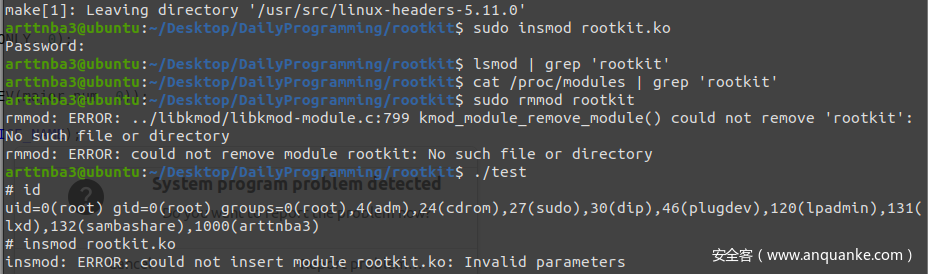 make[1]: Leaving directory '/usr/src/linux-headers-5.11.0'
arttnba3@ubuntu:~/Desktop/DailyProgramming/rootkit$ sudo insmod rootkit.ko
Password:
arttnba3@ubuntu:~/Desktop/DailyProgramming/rootkit$ lsmod | grep 'rootkit'
arttnba3@ubuntu:~/Desktop/DailyProgramming/rootkit$ cat /proc/modules | grep 'rootkit'
arttnba3@ubuntu:~/Desktop/DailyProgramming/rootkit$ sudo rmmod rootkit
rmmod: ERROR: ../libkmod/libkmod-module.c:799 kmod_module_remove_module() could not remove 'rootkit':
No such file or directory
rmmod: ERROR: could not remove module rootkit: No such file or directory
arttnba3@ubuntu:~/Desktop/DailyProgramming/rootkit$ ./test
System program problem detected
# id
uid=0(root) gid=0(root) groups=0(root),4(adm),24(cdrom),27(sudo),30(dip),46(plugdev),120(lpadmin),131(
lxd),132(sambashare),1000(arttnba3)
# insmod rootkit.ko
insmod: ERROR: could not insert module rootkit.ko: Invalid parameters
安全客（www.anquanke.com）